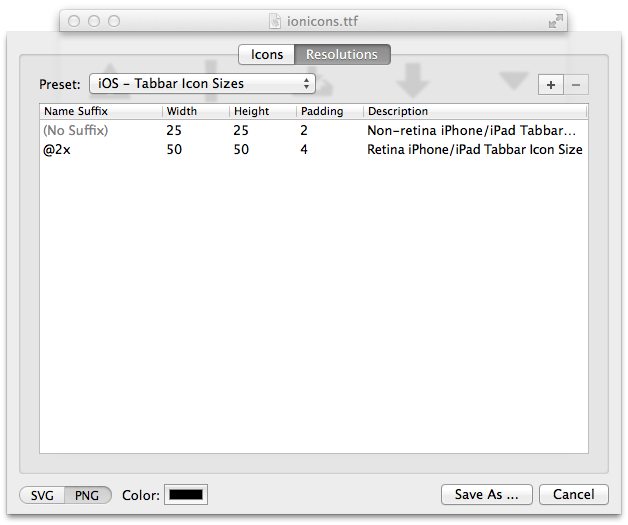 ionicons.ttf
Icons Resolutions
Preset: iOS – Tabbar Icon Sizes + −
Name Suffix Width Height Padding Description
(No Suffix) 25 25 2 Non-retina iPhone/iPad Tabbar...
@2x 50 50 4 Retina iPhone/iPad Tabbar Icon Size
SVG PNG Color: Save As ... Cancel